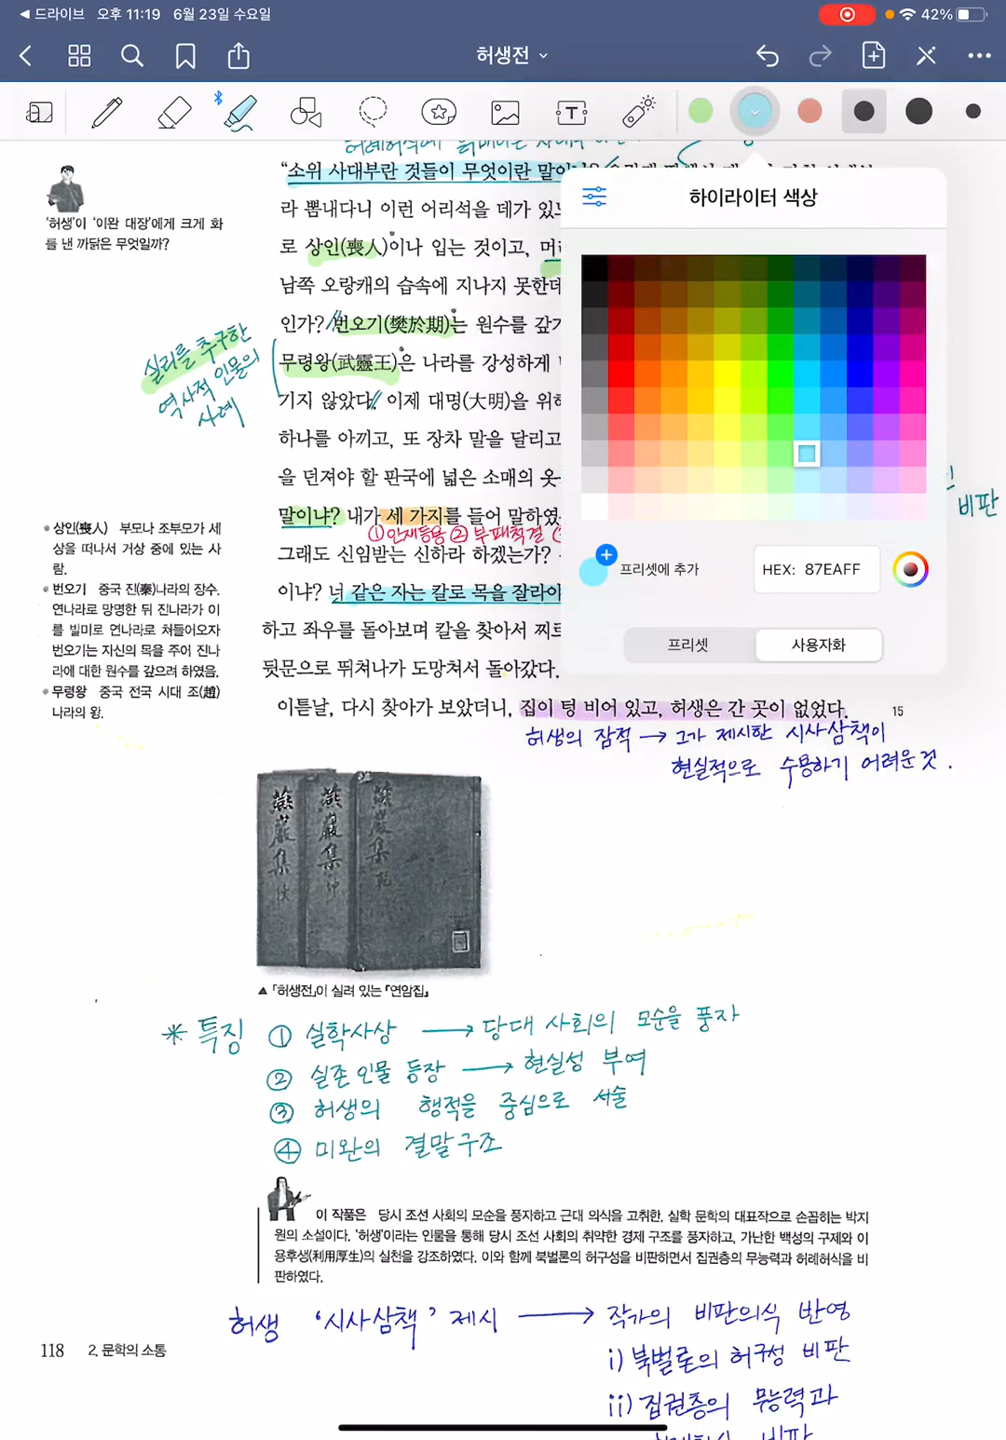 ◀ 드라이브 오후 11:19 6월 23일 수요일
42%
허생전
하이라이터 색상
프리셋에 추가
HEX: 87EAFF
프리셋
사용자화
'허생'이 '이완 대장'에게 크게 화
를 낸 까닭은 무엇일까?
“소위 사대부란 것들이 무엇이란 말이
라 뽐내다니 이런 어리석을 데가 있
로 상인(喪人)이나 입는 것이고,
남쪽 오랑캐의 습속에 지나지 못한데
인가? 번오기(樊於期)는 원수를 갚기
무령왕(武靈王)은 나라를 강성하게
기지 않았다. 이제 대명(大明)을 위해
하나를 아끼고, 또 장차 말을 달리고
을 던져야 할 판국에 넓은 소매의 옷
말이냐? 내가 세 가지를 들어 말하였
①인재등용 ②부패척결
그래도 신임받는 신하라 하겠는가?
이냐? 너 같은 자는 칼로 목을 잘라야
하고 좌우를 돌아보며 칼을 찾아서 찌르
뒷문으로 뛰쳐나가 도망쳐서 돌아갔다.
이튿날, 다시 찾아가 보았더니, 집이 텅 비어 있고, 허생은 간 곳이 없었다.
15
실리를 추구한
역사적 인물의
사례
비판
상인(喪人) 부모나 조부모가 세
상을 떠나서 거상 중에 있는 사
람.
번오기 중국 진(秦)나라의 장수.
연나라로 망명한 뒤 진나라가 이
를 빌미로 연나라로 쳐들어오자
번오기는 자신의 목을 주어 진나
라에 대한 원수를 갚으려 하였음.
무령왕 중국 전국 시대 조(趙)
나라의 왕.
허생의 잠적 → 그가 제시한 시사삼책이
현실적으로 수용하기 어려운 것.
燕巖集
燕巖集
燕巖集
▲「허생전」이 실려 있는 『연암집』
* 특징 ① 실학사상 → 당대 사회의 모순을 풍자
② 실존 인물 등장 → 현실성 부여
③ 허생의 행적을 중심으로 서술
④ 미완의 결말구조
이 작품은 당시 조선 사회의 모순을 풍자하고 근대 의식을 고취한, 실학 문학의 대표작으로 손꼽히는 박지
원의 소설이다. '허생'이라는 인물을 통해 당시 조선 사회의 취약한 경제 구조를 풍자하고, 가난한 백성의 구제와 이
용후생(利用厚生)의 실천을 강조하였다. 이와 함께 북벌론의 허구성을 비판하면서 집권층의 무능력과 허례허식을 비
판하였다.
허생 '시사삼책' 제시 → 작가의 비판의식 반영
i) 북벌론의 허구성 비판
ii) 집권층의 무능력과
118 2. 문학의 소통